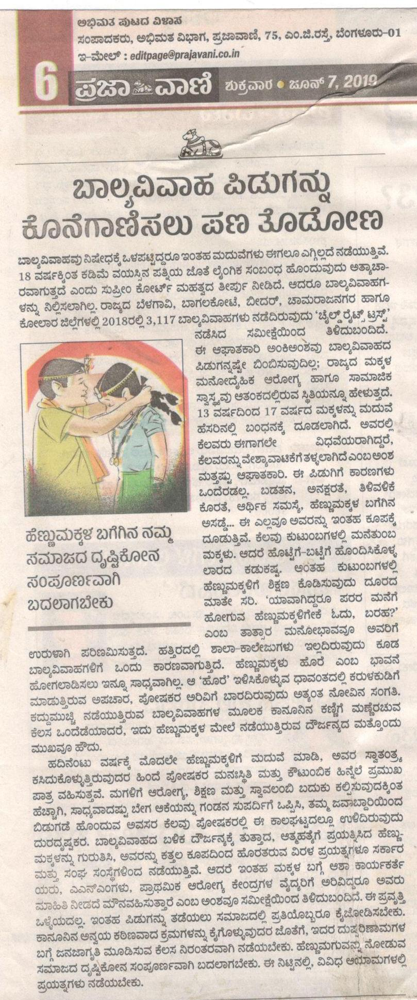 ಅಭಿಮತ ಪುಟದ ವಿಳಾಸ
ಸಂಪಾದಕರು, ಅಭಿಮತ ವಿಭಾಗ, ಪ್ರಜಾವಾಣಿ, 75, ಎಂ.ಜಿ.ರಸ್ತೆ, ಬೆಂಗಳೂರು-01
ಇ-ಮೇಲ್ : editpage@prajavani.co.in
6 ಪ್ರಜಾವಾಣಿ ಶುಕ್ರವಾರ ● ಜೂನ್ 7, 2019
ಬಾಲ್ಯವಿವಾಹ ಪಿಡುಗನ್ನು
ಕೊನೆಗಾಣಿಸಲು ಪಣ ತೊಡೋಣ
ಬಾಲ್ಯವಿವಾಹವು ನಿಷೇಧಕ್ಕೆ ಒಳಪಟ್ಟಿದ್ದರೂ ಇಂತಹ ಮದುವೆಗಳು ಈಗಲೂ ಎಗ್ಗಿಲ್ಲದೆ ನಡೆಯುತ್ತಿವೆ.
18 ವರ್ಷಕ್ಕಿಂತ ಕಡಿಮೆ ವಯಸ್ಸಿನ ಪತ್ನಿಯ ಜೊತೆ ಲೈಂಗಿಕ ಸಂಬಂಧ ಹೊಂದುವುದು ಅತ್ಯಾಚಾ-
ರವಾಗುತ್ತದೆ ಎಂದು ಸುಪ್ರೀಂ ಕೋರ್ಟ್ ಮಹತ್ವದ ತೀರ್ಪು ನೀಡಿದೆ. ಆದರೂ ಬಾಲ್ಯವಿವಾಹಗ-
ಳನ್ನು ನಿಲ್ಲಿಸಲಾಗಿಲ್ಲ. ರಾಜ್ಯದ ಬೆಳಗಾವಿ, ಬಾಗಲಕೋಟೆ, ಬೀದರ್, ಚಾಮರಾಜನಗರ ಹಾಗೂ
ಕೋಲಾರ ಜಿಲ್ಲೆಗಳಲ್ಲಿ 2018ರಲ್ಲಿ 3,117 ಬಾಲ್ಯವಿವಾಹಗಳು ನಡೆದಿರುವುದು ‘ಚೈಲ್ಡ್ ರೈಟ್ಸ್ ಟ್ರಸ್ಟ್’
ನಡೆಸಿದ ಸಮೀಕ್ಷೆಯಿಂದ ತಿಳಿದುಬಂದಿದೆ.
ಈ ಆಘಾತಕಾರಿ ಅಂಕಿಅಂಶವು ಬಾಲ್ಯವಿವಾಹದ
ಪಿಡುಗನ್ನಷ್ಟೇ ಬಿಂಬಿಸುವುದಿಲ್ಲ; ರಾಜ್ಯದ ಮಕ್ಕಳ
ಮನೋದೈಹಿಕ ಆರೋಗ್ಯ ಹಾಗೂ ಸಾಮಾಜಿಕ
ಸ್ವಾಸ್ಥ್ಯವು ಆತಂಕದಲ್ಲಿರುವ ಸ್ಥಿತಿಯನ್ನೂ ಹೇಳುತ್ತದೆ.
13 ವರ್ಷದಿಂದ 17 ವರ್ಷದ ಮಕ್ಕಳನ್ನು ಮದುವೆ
ಹೆಸರಿನಲ್ಲಿ ಬಂಧನಕ್ಕೆ ದೂಡಲಾಗಿದೆ. ಅವರಲ್ಲಿ
ಕೆಲವರು ಈಗಾಗಲೇ ವಿಧವೆಯರಾಗಿದ್ದರೆ,
ಕೆಲವರನ್ನು ವೇಶ್ಯಾವಾಟಿಕೆಗೆ ತಳ್ಳಲಾಗಿದೆ ಎಂಬ ಅಂಶ
ಮತ್ತಷ್ಟು ಆಘಾತಕಾರಿ. ಈ ಪಿಡುಗಿಗೆ ಕಾರಣಗಳು
ಒಂದೆರಡಲ್ಲ. ಬಡತನ, ಅನಕ್ಷರತೆ, ತಿಳಿವಳಿಕೆ
ಕೊರತೆ, ಆರ್ಥಿಕ ಸಮಸ್ಯೆ, ಹೆಣ್ಣುಮಕ್ಕಳ ಬಗೆಗಿನ
ಅಸಡ್ಡೆ... ಈ ಎಲ್ಲವೂ ಅವರನ್ನು ಇಂತಹ ಕೂಪಕ್ಕೆ
ದೂಡುತ್ತಿವೆ. ಕೆಲವು ಕುಟುಂಬಗಳಲ್ಲಿ ಮನೆತುಂಬ
ಮಕ್ಕಳು. ಆದರೆ ಹೊಟ್ಟೆಗೆ-ಬಟ್ಟೆಗೆ ಹೊಂದಿಸಿಕೊಳ್ಳ
ಲಾರದ ಕಡುಕಷ್ಟ. ಅಂತಹ ಕುಟುಂಬಗಳಲ್ಲಿ
ಹೆಣ್ಣುಮಕ್ಕಳಿಗೆ ಶಿಕ್ಷಣ ಕೊಡಿಸುವುದು ದೂರದ
ಮಾತೇ ಸರಿ. ‘ಯಾವಾಗಿದ್ದರೂ ಪರರ ಮನೆಗೆ
ಹೋಗುವ ಹೆಣ್ಣುಮಕ್ಕಳಿಗೇಕೆ ಓದು, ಬರಹ?’
ಎಂಬ ತಾತ್ಸಾರ ಮನೋಭಾವವೂ ಅವರಿಗೆ
ಹೆಣ್ಣುಮಕ್ಕಳ ಬಗೆಗಿನ ನಮ್ಮ
ಸಮಾಜದ ದೃಷ್ಟಿಕೋನ
ಸಂಪೂರ್ಣವಾಗಿ
ಬದಲಾಗಬೇಕು
ಉರುಳಾಗಿ ಪರಿಣಮಿಸುತ್ತದೆ. ಹತ್ತಿರದಲ್ಲಿ ಶಾಲಾ-ಕಾಲೇಜುಗಳು ಇಲ್ಲದಿರುವುದು ಕೂಡ
ಬಾಲ್ಯವಿವಾಹಗಳಿಗೆ ಒಂದು ಕಾರಣವಾಗುತ್ತಿದೆ. ಹೆಣ್ಣುಮಕ್ಕಳು ಹೊರೆ ಎಂಬ ಭಾವನೆ
ಹೋಗಲಾಡಿಸಲು ಇನ್ನೂ ಸಾಧ್ಯವಾಗಿಲ್ಲ. ಆ ‘ಹೊರೆ’ ಇಳಿಸಿಕೊಳ್ಳುವ ಧಾವಂತದಲ್ಲಿ ಕರುಳಕುಡಿಗೆ
ಮಾಡುತ್ತಿರುವ ಅಪಚಾರ, ಪೋಷಕರ ಅರಿವಿಗೆ ಬಾರದಿರುವುದು ಅತ್ಯಂತ ನೋವಿನ ಸಂಗತಿ.
ಕದ್ದುಮುಚ್ಚಿ ನಡೆಯುತ್ತಿರುವ ಬಾಲ್ಯವಿವಾಹಗಳ ಮೂಲಕ ಕಾನೂನಿನ ಕಣ್ಣಿಗೆ ಮಣ್ಣೆರಚುವ
ಕೆಲಸ ಒಂದೆಡೆಯಾದರೆ, ಇದು ಹೆಣ್ಣುಮಕ್ಕಳ ಮೇಲೆ ನಡೆಯುತ್ತಿರುವ ದೌರ್ಜನ್ಯದ ಮತ್ತೊಂದು
ಮುಖವೂ ಹೌದು.
ಹದಿನೆಂಟು ವರ್ಷಕ್ಕೆ ಮೊದಲೇ ಹೆಣ್ಣುಮಕ್ಕಳಿಗೆ ಮದುವೆ ಮಾಡಿ, ಅವರ ಸ್ವಾತಂತ್ರ್ಯ
ಕಸಿದುಕೊಳ್ಳುತ್ತಿರುವುದರ ಹಿಂದೆ ಪೋಷಕರ ಮನಃಸ್ಥಿತಿ ಮತ್ತು ಕೌಟುಂಬಿಕ ಹಿನ್ನೆಲೆ ಪ್ರಮುಖ
ಪಾತ್ರ ವಹಿಸುತ್ತವೆ. ಮಗಳಿಗೆ ಆರೋಗ್ಯ, ಶಿಕ್ಷಣ ಮತ್ತು ಸ್ವಾವಲಂಬಿ ಬದುಕು ಕಲ್ಪಿಸುವುದಕ್ಕಿಂತ
ಹೆಚ್ಚಾಗಿ, ಸಾಧ್ಯವಾದಷ್ಟು ಬೇಗ ಆಕೆಯನ್ನು ಗಂಡನ ಸುಪರ್ದಿಗೆ ಒಪ್ಪಿಸಿ, ತಮ್ಮ ಜವಾಬ್ದಾರಿಯಿಂದ
ಬಿಡುಗಡೆ ಹೊಂದುವ ಅವಸರ ಕೆಲವು ಪೋಷಕರಲ್ಲಿ ಈ ಕಾಲಘಟ್ಟದಲ್ಲೂ ಉಳಿದಿರುವುದು
ದುರದೃಷ್ಟಕರ. ಬಾಲ್ಯವಿವಾಹದ ಬಳಿಕ ದೌರ್ಜನ್ಯಕ್ಕೆ ತುತ್ತಾದ, ಆತ್ಮಹತ್ಯೆಗೆ ಪ್ರಯತ್ನಿಸಿದ ಹೆಣ್ಣು-
ಮಕ್ಕಳನ್ನು ಗುರುತಿಸಿ, ಅವರನ್ನು ಕತ್ತಲ ಕೂಪದಿಂದ ಹೊರತರುವ ವಿರಳ ಪ್ರಯತ್ನಗಳೂ ಸರ್ಕಾರ
ಮತ್ತು ಸಂಘ ಸಂಸ್ಥೆಗಳಿಂದ ನಡೆಯುತ್ತಿವೆ. ಆದರೆ ಇಂತಹ ಮಕ್ಕಳ ಬಗ್ಗೆ ಆಶಾ ಕಾರ್ಯಕರ್ತೆ
ಯರು, ಎಎನ್ಎಂಗಳು, ಪ್ರಾಥಮಿಕ ಆರೋಗ್ಯ ಕೇಂದ್ರಗಳ ವೈದ್ಯರಿಗೆ ಅರಿವಿದ್ದರೂ ಅವರು
ಮಾಹಿತಿ ನೀಡದೆ ಮೌನವಹಿಸುತ್ತಾರೆ ಎಂಬ ಅಂಶವೂ ಸಮೀಕ್ಷೆಯಿಂದ ತಿಳಿದುಬಂದಿದೆ. ಈ ಪ್ರವೃತ್ತಿ
ಒಳ್ಳೆಯದಲ್ಲ. ಇಂತಹ ಪಿಡುಗನ್ನು ತಡೆಯಲು ಸಮಾಜದಲ್ಲಿ ಪ್ರತಿಯೊಬ್ಬರೂ ಕೈಜೋಡಿಸಬೇಕು.
ಕಾನೂನಿನ ಅನ್ವಯ ಕಠಿಣವಾದ ಕ್ರಮಗಳನ್ನು ಕೈಗೊಳ್ಳುವುದರ ಜೊತೆಗೆ, ಇದರ ದುಷ್ಪರಿಣಾಮಗಳ
ಬಗ್ಗೆ ಜನಜಾಗೃತಿ ಮೂಡಿಸುವ ಕೆಲಸ ನಿರಂತರವಾಗಿ ನಡೆಯಬೇಕು. ಹೆಣ್ಣುಮಗುವನ್ನು ನೋಡುವ
ಸಮಾಜದ ದೃಷ್ಟಿಕೋನ ಸಂಪೂರ್ಣವಾಗಿ ಬದಲಾಗಬೇಕು. ಈ ನಿಟ್ಟಿನಲ್ಲಿ, ವಿವಿಧ ಆಯಾಮಗಳಲ್ಲಿ
ಪ್ರಯತ್ನಗಳು ನಡೆಯಬೇಕು.